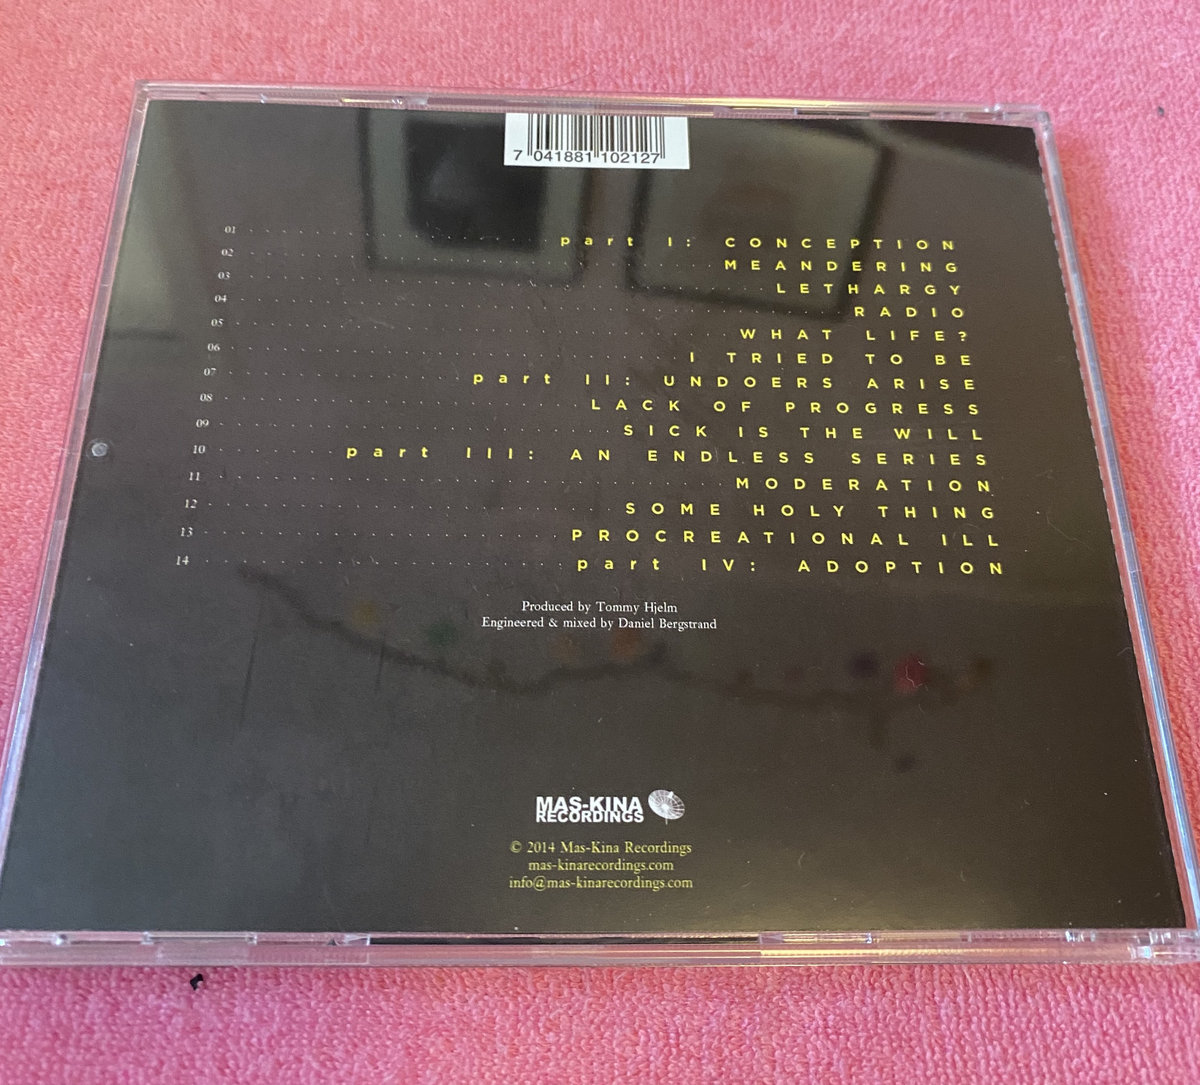 7 041881 102127
01 part I: CONCEPTION
02 MEANDERING
03 LETHARGY
04 RADIO
05 WHAT LIFE?
06 I TRIED TO BE
07 part II: UNDOERS ARISE
08 LACK OF PROGRESS
09 SICK IS THE WILL
10 part III: AN ENDLESS SERIES
11 MODERATION
12 SOME HOLY THING
13 PROCREATIONAL ILL
14 part IV: ADOPTION
Produced by Tommy Hjelm
Engineered & mixed by Daniel Bergstrand
MAS-KINA
RECORDINGS
© 2014 Mas-Kina Recordings
mas-kinarecordings.com
info@mas-kinarecordings.com